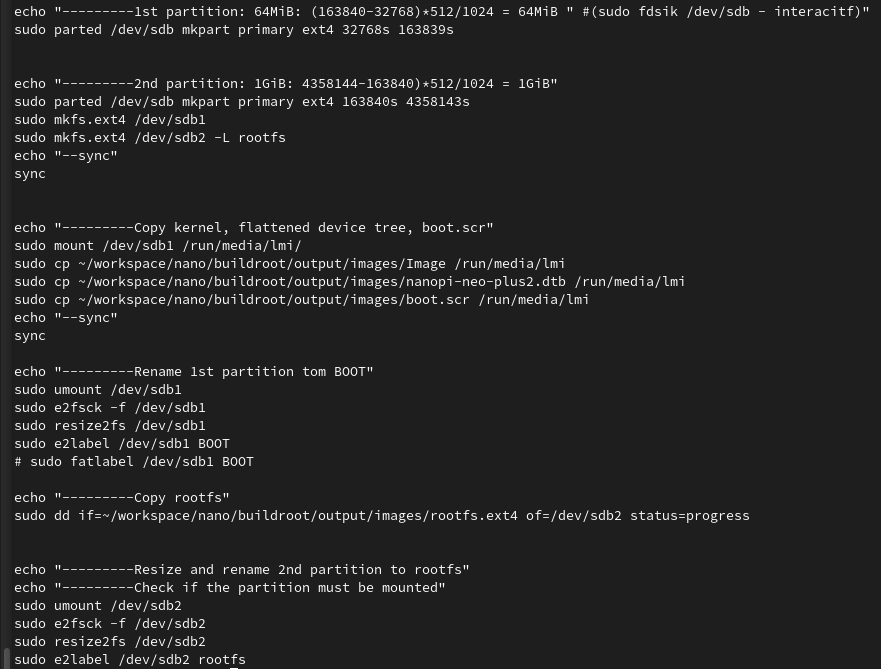 echo "---------1st partition: 64MiB: (163840-32768)*512/1024 = 64MiB " #(sudo fdsik /dev/sdb - interacitf)"
sudo parted /dev/sdb mkpart primary ext4 32768s 163839s
echo "---------2nd partition: 1GiB: 4358144-163840)*512/1024 = 1GiB"
sudo parted /dev/sdb mkpart primary ext4 163840s 4358143s
sudo mkfs.ext4 /dev/sdb1
sudo mkfs.ext4 /dev/sdb2 -L rootfs
echo "--sync"
sync
echo "---------Copy kernel, flattened device tree, boot.scr"
sudo mount /dev/sdb1 /run/media/lmi/
sudo cp ~/workspace/nano/buildroot/output/images/Image /run/media/lmi
sudo cp ~/workspace/nano/buildroot/output/images/nanopi-neo-plus2.dtb /run/media/lmi
sudo cp ~/workspace/nano/buildroot/output/images/boot.scr /run/media/lmi
echo "--sync"
sync
echo "---------Rename 1st partition tom BOOT"
sudo umount /dev/sdb1
sudo e2fsck -f /dev/sdb1
sudo resize2fs /dev/sdb1
sudo e2label /dev/sdb1 BOOT
# sudo fatlabel /dev/sdb1 BOOT
echo "---------Copy rootfs"
sudo dd if=~/workspace/nano/buildroot/output/images/rootfs.ext4 of=/dev/sdb2 status=progress
echo "---------Resize and rename 2nd partition to rootfs"
echo "---------Check if the partition must be mounted"
sudo umount /dev/sdb2
sudo e2fsck -f /dev/sdb2
sudo resize2fs /dev/sdb2
sudo e2label /dev/sdb2 rootfs